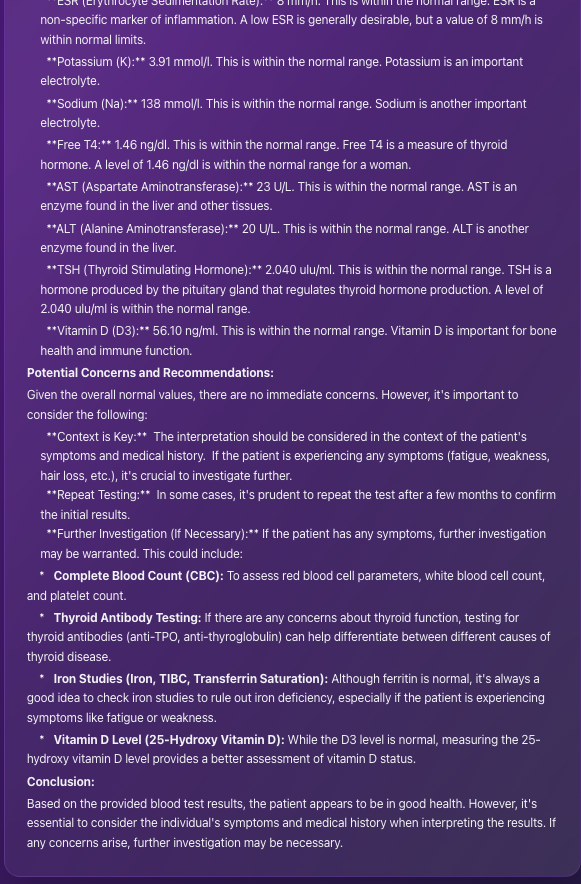 **ESR (Erythrocyte Sedimentation Rate):** 8 mm/h. This is within the normal range. ESR is a
non-specific marker of inflammation. A low ESR is generally desirable, but a value of 8 mm/h is
within normal limits.
**Potassium (K):** 3.91 mmol/l. This is within the normal range. Potassium is an important
electrolyte.
**Sodium (Na):** 138 mmol/l. This is within the normal range. Sodium is another important
electrolyte.
**Free T4:** 1.46 ng/dl. This is within the normal range. Free T4 is a measure of thyroid
hormone. A level of 1.46 ng/dl is within the normal range for a woman.
**AST (Aspartate Aminotransferase):** 23 U/L. This is within the normal range. AST is an
enzyme found in the liver and other tissues.
**ALT (Alanine Aminotransferase):** 20 U/L. This is within the normal range. ALT is another
enzyme found in the liver.
**TSH (Thyroid Stimulating Hormone):** 2.040 ulu/ml. This is within the normal range. TSH is a
hormone produced by the pituitary gland that regulates thyroid hormone production. A level of
2.040 ulu/ml is within the normal range.
**Vitamin D (D3):** 56.10 ng/ml. This is within the normal range. Vitamin D is important for bone
health and immune function.
Potential Concerns and Recommendations:
Given the overall normal values, there are no immediate concerns. However, it's important to
consider the following:
**Context is Key:** The interpretation should be considered in the context of the patient's
symptoms and medical history. If the patient is experiencing any symptoms (fatigue, weakness,
hair loss, etc.), it's crucial to investigate further.
**Repeat Testing:** In some cases, it's prudent to repeat the test after a few months to confirm
the initial results.
**Further Investigation (If Necessary):** If the patient has any symptoms, further investigation
may be warranted. This could include:
* Complete Blood Count (CBC): To assess red blood cell parameters, white blood cell count,
and platelet count.
* Thyroid Antibody Testing: If there are any concerns about thyroid function, testing for
thyroid antibodies (anti-TPO, anti-thyroglobulin) can help differentiate between different causes of
thyroid disease.
* Iron Studies (Iron, TIBC, Transferrin Saturation): Although ferritin is normal, it's always a
good idea to check iron studies to rule out iron deficiency, especially if the patient is experiencing
symptoms like fatigue or weakness.
* Vitamin D Level (25-Hydroxy Vitamin D): While the D3 level is normal, measuring the 25-
hydroxy vitamin D level provides a better assessment of vitamin D status.
Conclusion:
Based on the provided blood test results, the patient appears to be in good health. However, it's
essential to consider the individual's symptoms and medical history when interpreting the results. If
any concerns arise, further investigation may be necessary.